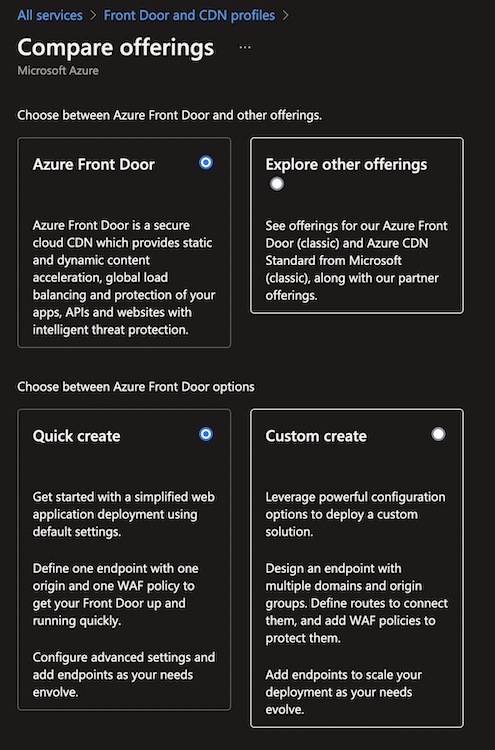 All services > Front Door and CDN profiles >
Compare offerings ...
Microsoft Azure
Choose between Azure Front Door and other offerings.
Azure Front Door
Azure Front Door is a secure
cloud CDN which provides static
and dynamic content
acceleration, global load
balancing and protection of your
apps, APIs and websites with
intelligent threat protection.
Explore other offerings
See offerings for our Azure Front
Door (classic) and Azure CDN
Standard from Microsoft
(classic), along with our partner
offerings.
Choose between Azure Front Door options
Quick create
Get started with a simplified web
application deployment using
default settings.
Define one endpoint with one
origin and one WAF policy to
get your Front Door up and
running quickly.
Configure advanced settings and
add endpoints as your needs
envolve.
Custom create
Leverage powerful configuration
options to deploy a custom
solution.
Design an endpoint with
multiple domains and origin
groups. Define routes to connect
them, and add WAF policies to
protect them.
Add endpoints to scale your
deployment as your needs
evolve.